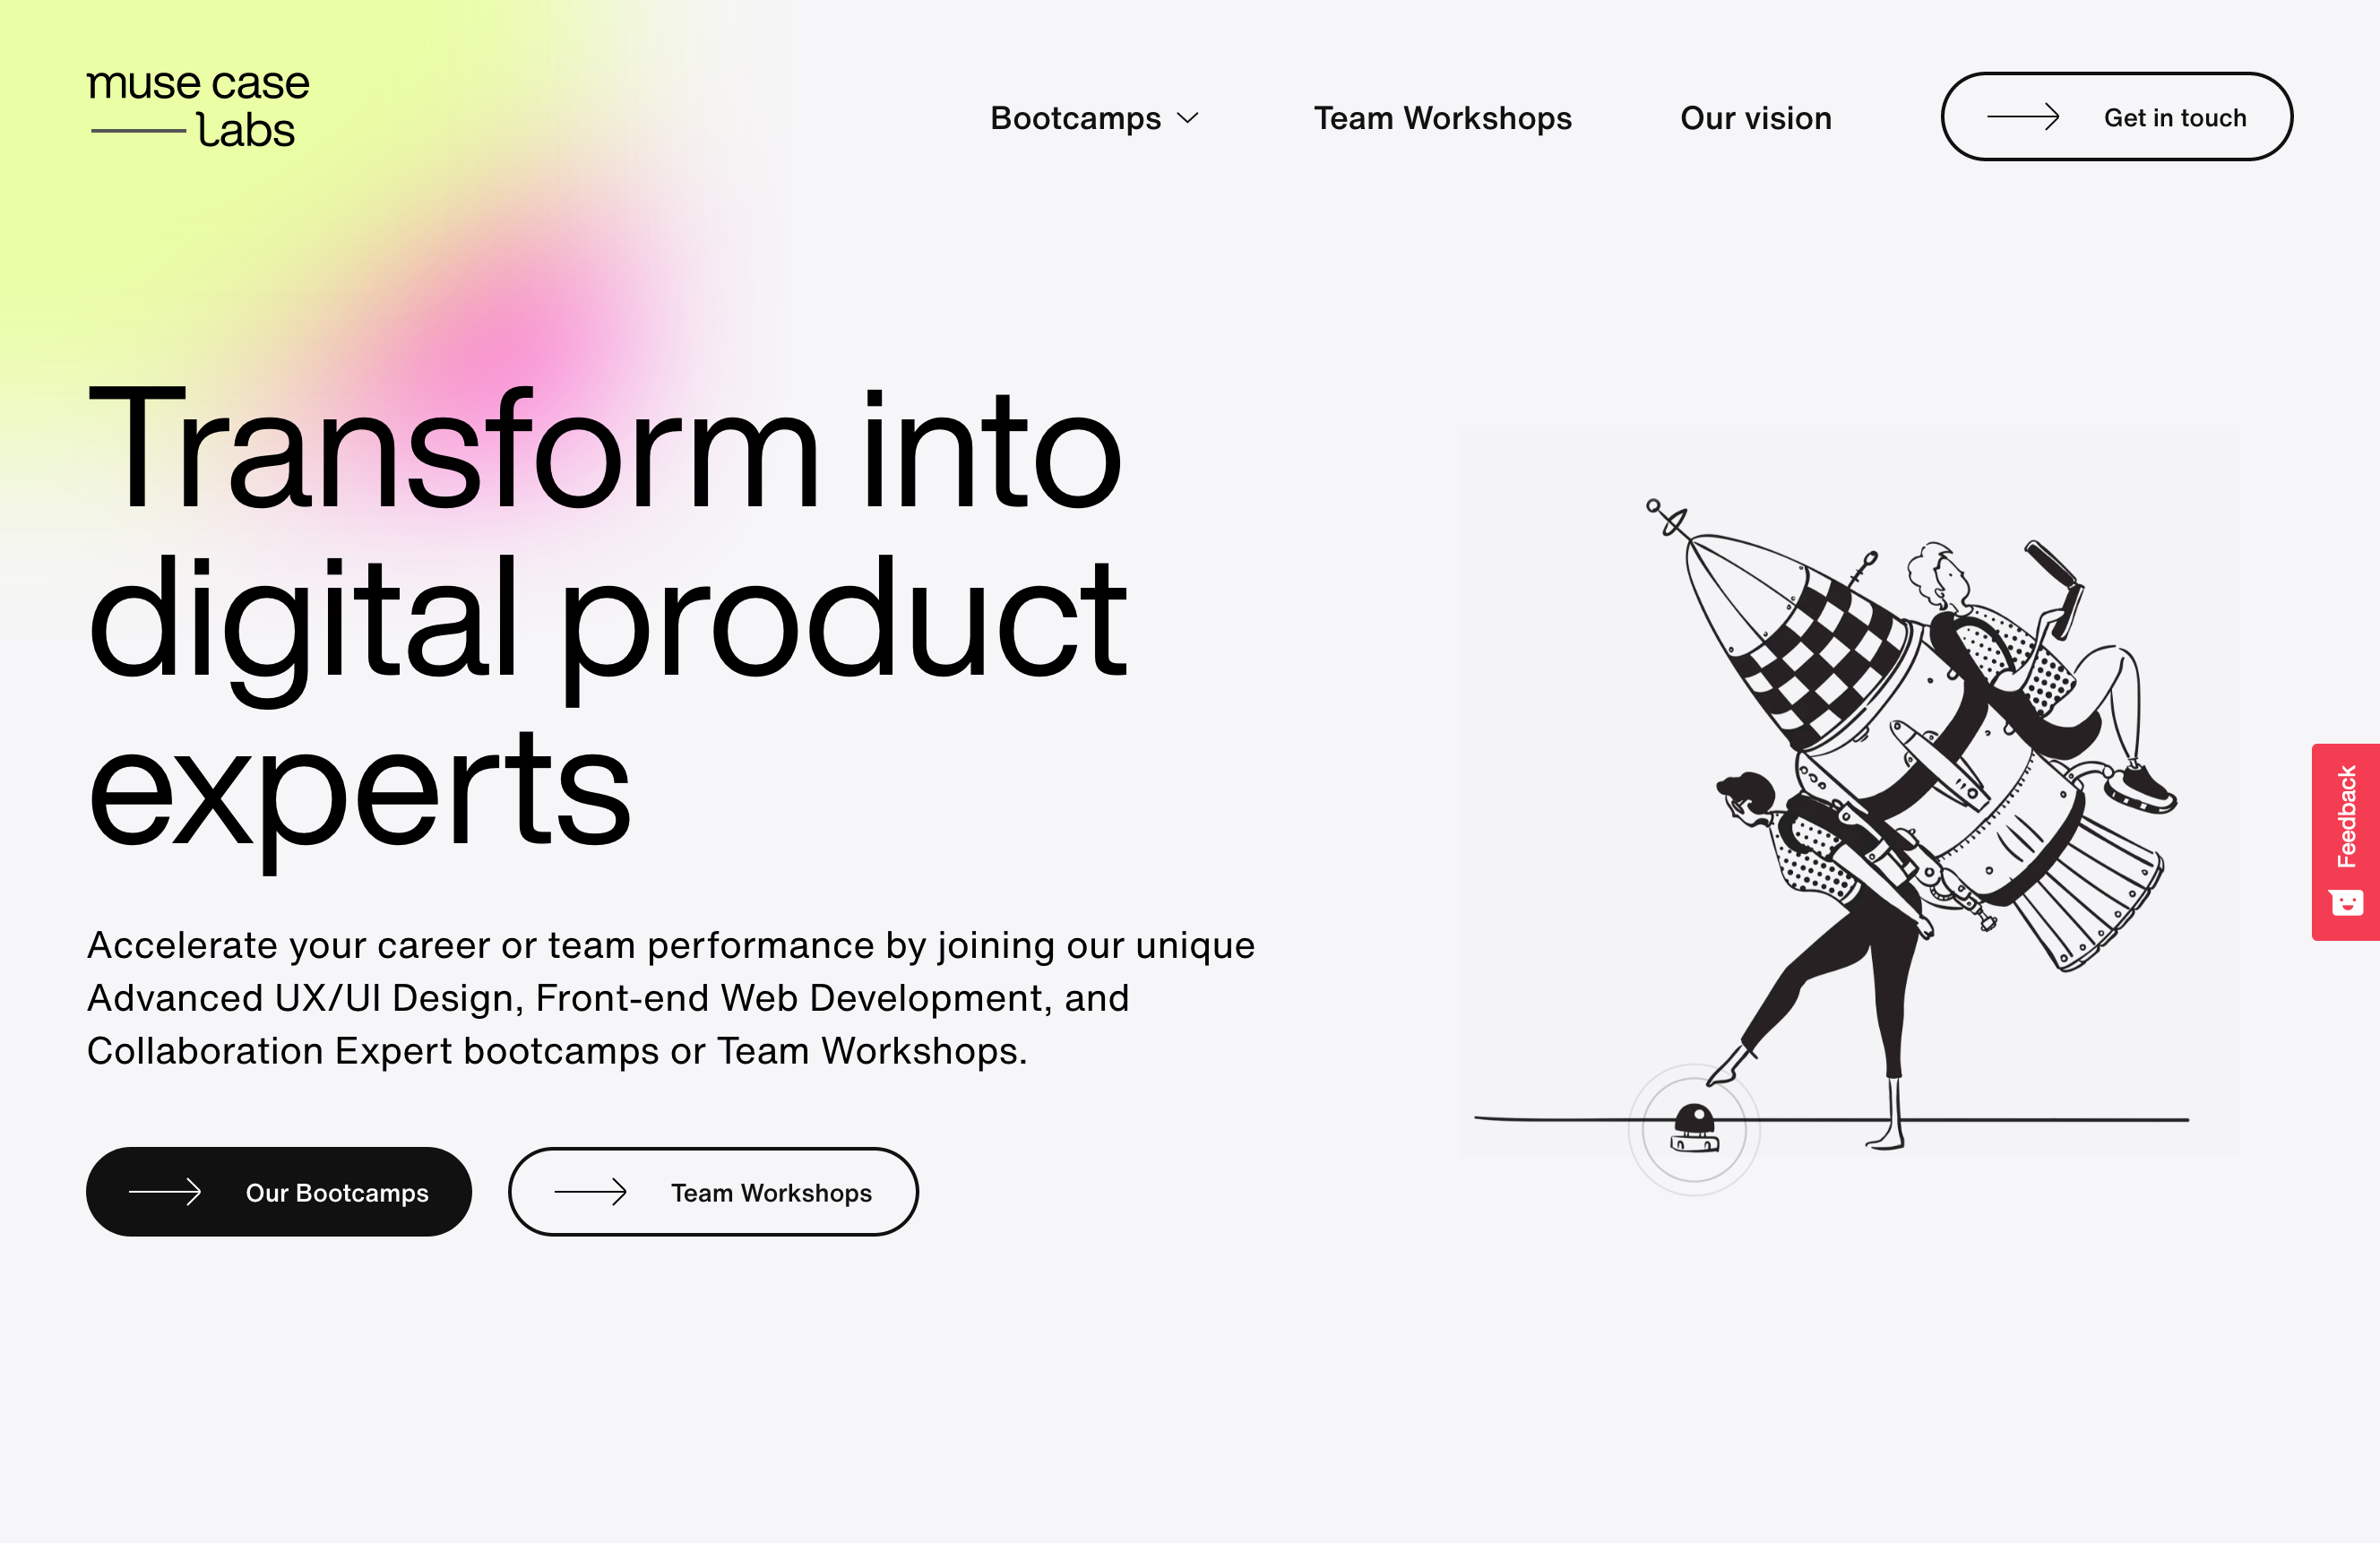 muse case
Labs
Bootcamps
Team Workshops
Our vision
Get in touch
Transform into
digital product
experts
Accelerate your career or team performance by joining our unique
Advanced UX/UI Design, Front-end Web Development, and
Collaboration Expert bootcamps or Team Workshops.
Our Bootcamps
Team Workshops
Feedback